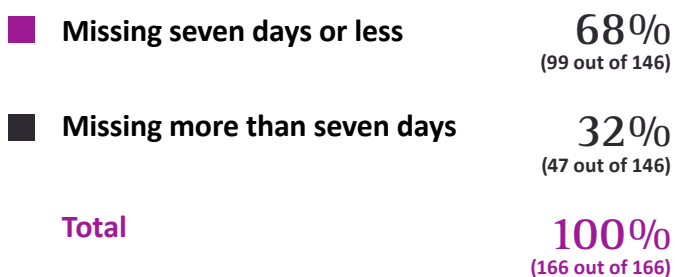 Missing seven days or less 68%
(99 out of 146)
Missing more than seven days 32%
(47 out of 146)
Total 100%
(166 out of 166)